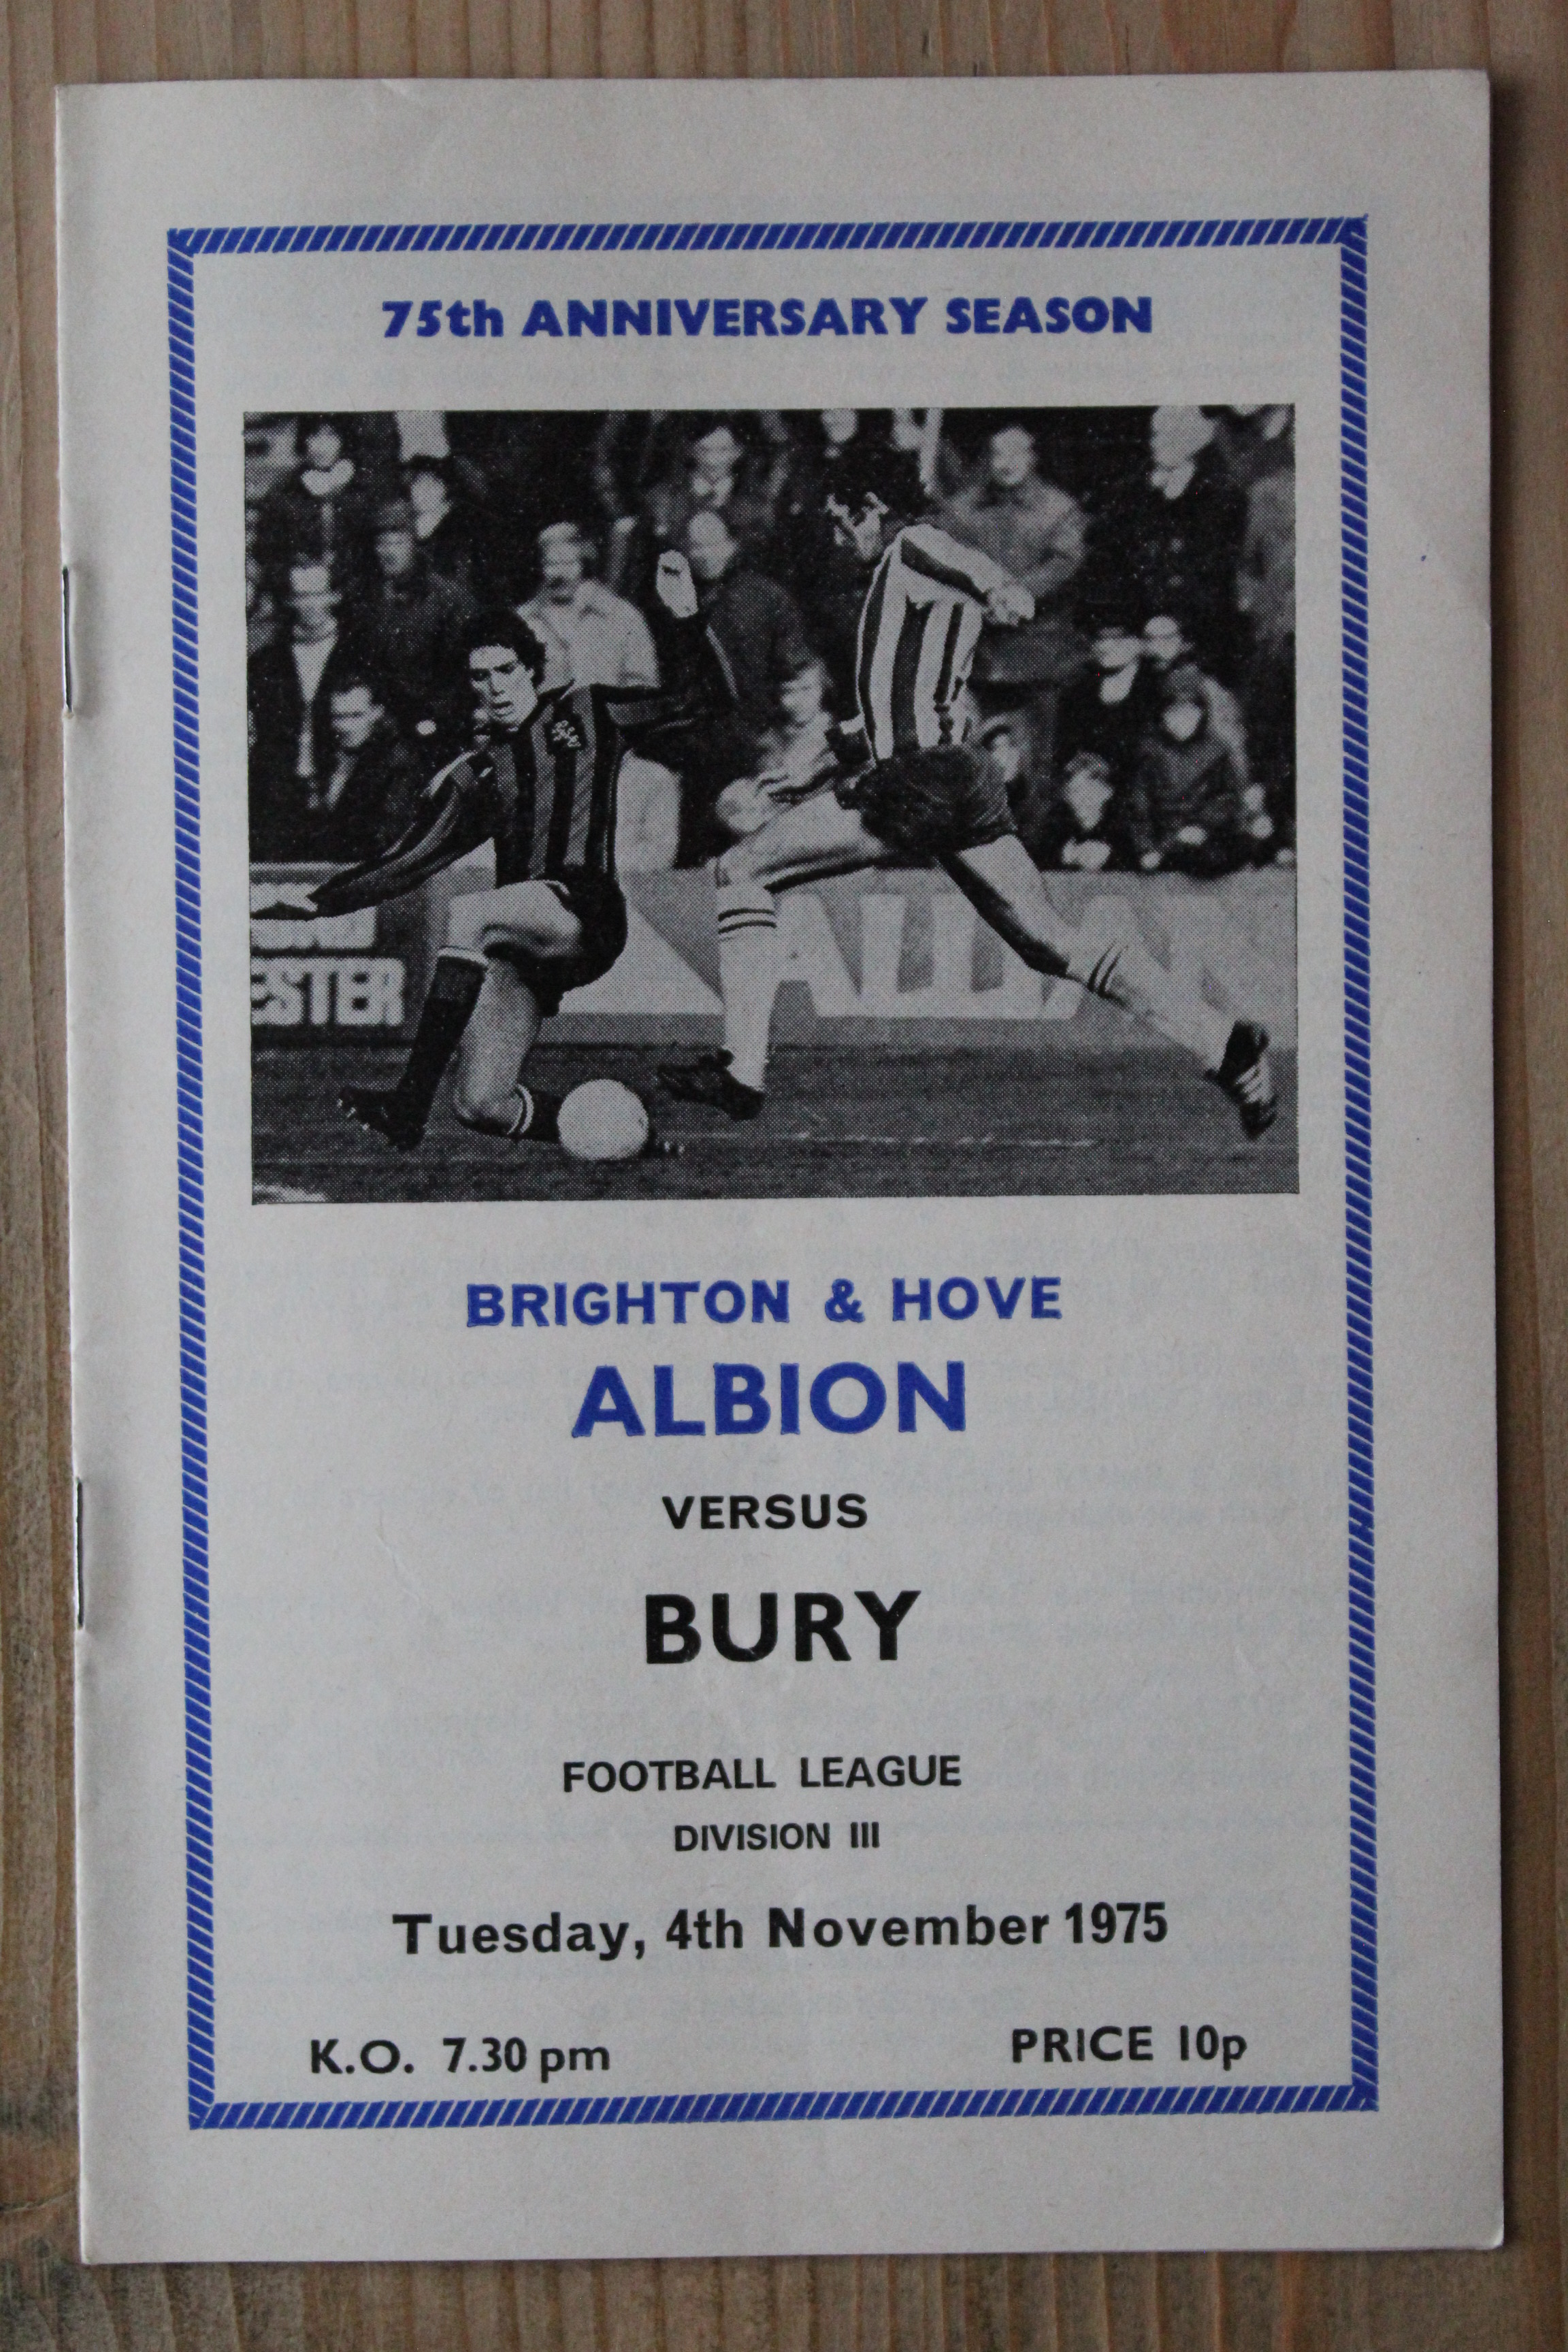 75th ANNIVERSARY SEASON
ESTER
BRIGHTON & HOVE
ALBION
VERSUS
BURY
FOOTBALL LEAGUE
DIVISION III
Tuesday, 4th November 1975
K.O. 7.30 pm
PRICE 10p